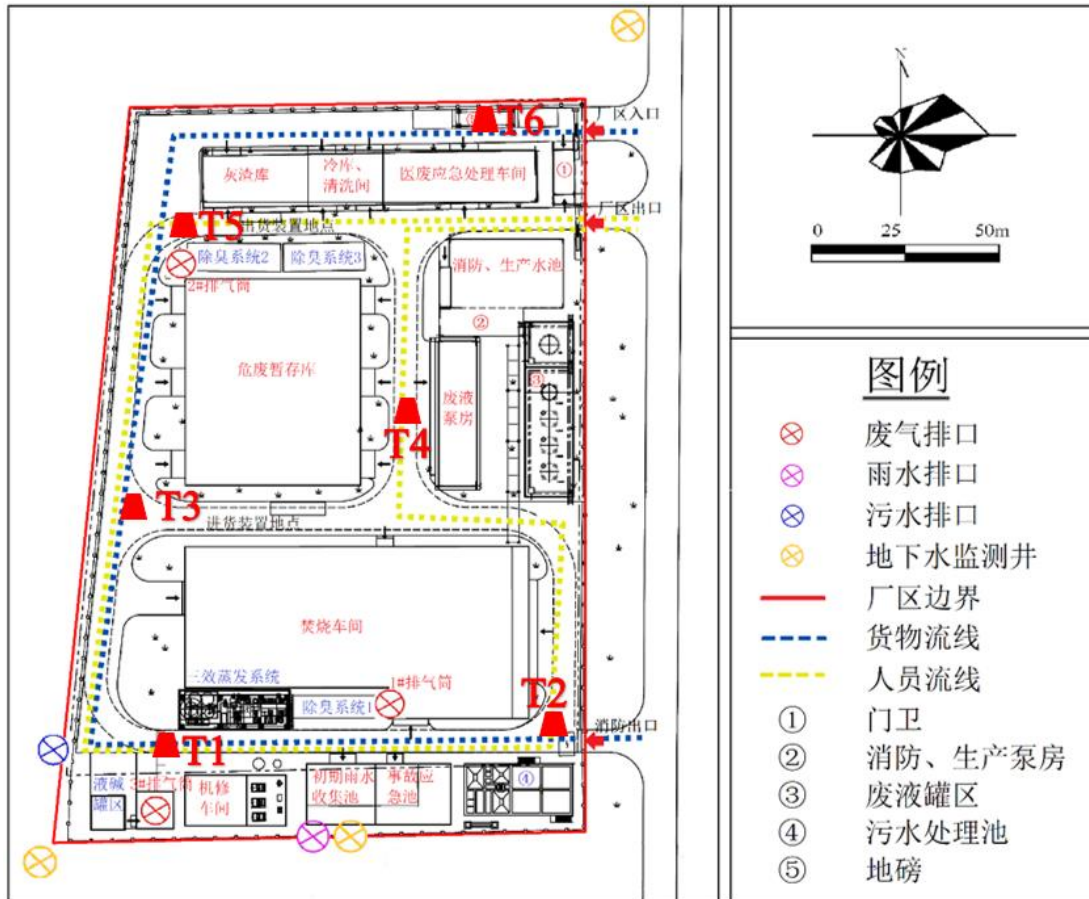 N
0 25 50m
厂区入口
⑤
T6
灰渣库
冷库、
清洗间
医废应急处理车间
①
厂区出口
T5
出货装置地点
除臭系统2
除臭系统3
2#排气筒
消防、生产水池
②
③
危废暂存库
废液
泵房
T4
T3
进货装置地点
焚烧车间
三效蒸发系统
1#排气筒
除臭系统1
T2
消防出口
T1
液碱
罐区
3#排气筒
机修
车间
初期雨水
收集池
事故应
急池
④
图例
废气排口
雨水排口
污水排口
地下水监测井
厂区边界
货物流线
人员流线
① 门卫
② 消防、生产泵房
③ 废液罐区
④ 污水处理池
⑤ 地磅